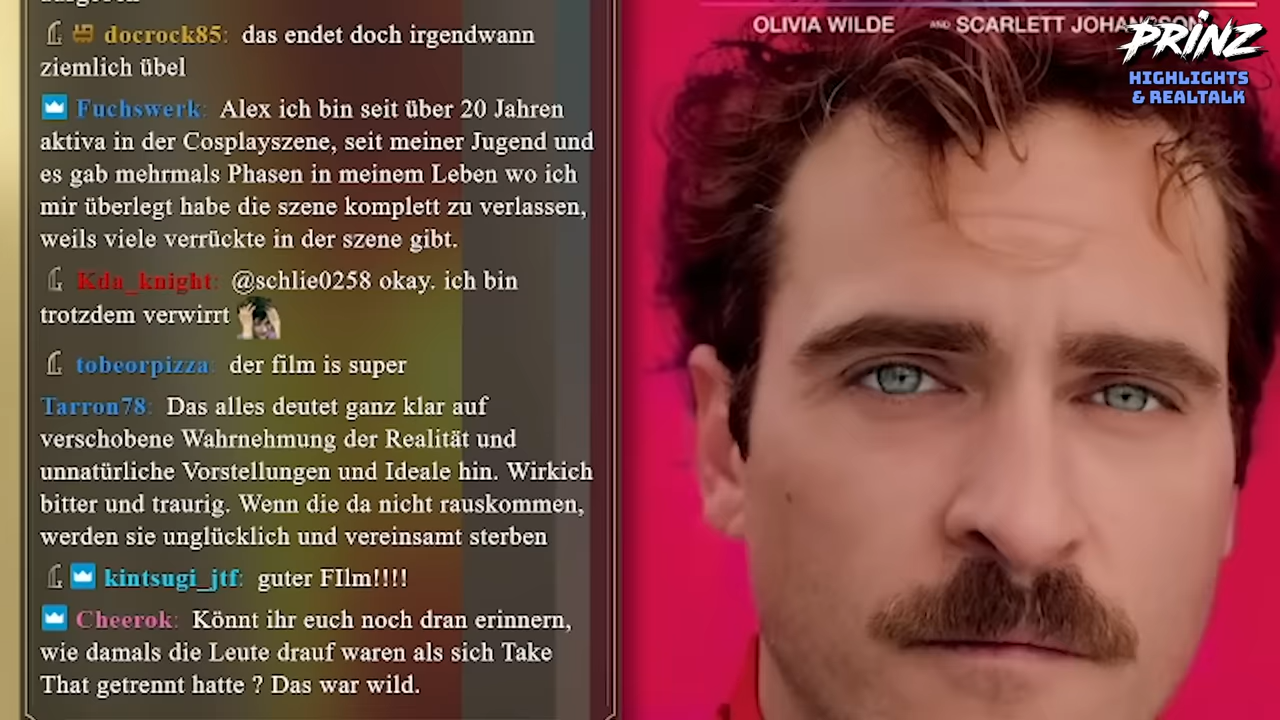 docrock85: das endet doch irgendwann
ziemlich übel
Fuchswerk: Alex ich bin seit über 20 Jahren
aktiva in der Cosplayszene, seit meiner Jugend und
es gab mehrmals Phasen in meinem Leben wo ich
mir überlegt habe die szene komplett zu verlassen,
weils viele verrückte in der szene gibt.
Kda_knight: @schlie0258 okay. ich bin
trotzdem verwirrt
tobeorpizza: der film is super
Tarron78: Das alles deutet ganz klar auf
verschobene Wahrnehmung der Realität und
unnatürliche Vorstellungen und Ideale hin. Wirkich
bitter und traurig. Wenn die da nicht rauskommen,
werden sie unglücklich und vereinsamt sterben
kintsugi_jtf: guter FIlm!!!!
Cheerok: Könnt ihr euch noch dran erinnern,
wie damals die Leute drauf waren als sich Take
That getrennt hatte ? Das war wild.
OLIVIA WILDE AND SCARLETT
PRINZ
HIGHLIGHTS
& REALTALK